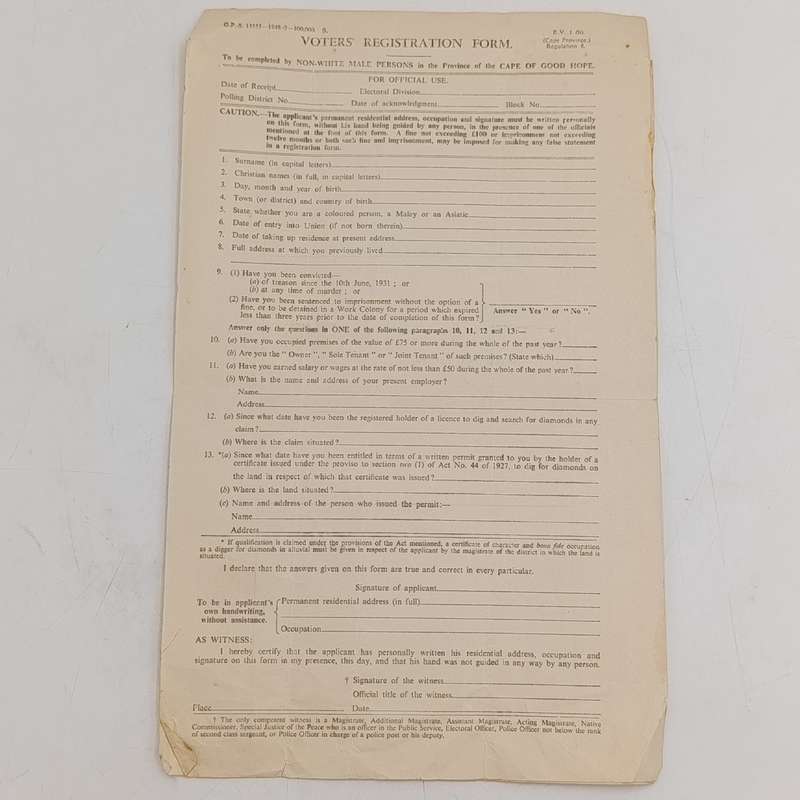 G.P.-S. 11551—1948-9—100,000 S.
R.V. 1 (b).
(Cape Province.)
Regulation 4.
VOTERS' REGISTRATION FORM.
To be completed by NON-WHITE MALE PERSONS in the Province of the CAPE OF GOOD HOPE.
FOR OFFICIAL USE.
Date of Receipt Electoral Division
Polling District No. Date of acknowledgment Block No.
CAUTION.—The applicant's permanent residential address, occupation and signature must be written personally
on this form, without his hand being guided by any person, in the presence of one of the officials
mentioned at the foot of this form. A fine not exceeding £100 or imprisonment not exceeding
twelve months or both such fine and imprisonment, may be imposed for making any false statement
in a registration form.
1. Surname (in capital letters)
2. Christian names (in full, in capital letters)
3. Day, month and year of birth
4. Town (or district) and country of birth
5. State whether you are a coloured person, a Malay or an Asiatic
6. Date of entry into Union (if not born therein)
7. Date of taking up residence at present address
8. Full address at which you previously lived
9. (1) Have you been convicted—
(a) of treason since the 10th June, 1931 ; or
(b) at any time of murder ; or
(2) Have you been sentenced to imprisonment without the option of a
fine, or to be detained in a Work Colony for a period which expired
less than three years prior to the date of completion of this form ?
Answer " Yes " or " No ".
Answer only the questions in ONE of the following paragraphs 10, 11, 12 and 13:—
10. (a) Have you occupied premises of the value of £75 or more during the whole of the past year ?
(b) Are you the " Owner ", " Sole Tenant " or " Joint Tenant " of such premises? (State which)
11. (a) Have you earned salary or wages at the rate of not less than £50 during the whole of the past year ?
(b) What is the name and address of your present employer?
Name
Address
12. (a) Since what date have you been the registered holder of a licence to dig and search for diamonds in any
claim ?
(b) Where is the claim situated ?
13. *(a) Since what date have you been entitled in terms of a written permit granted to you by the holder of a
certificate issued under the proviso to section two (1) of Act No. 44 of 1927, to dig for diamonds on
the land in respect of which that certificate was issued ?
(b) Where is the land situated ?
(c) Name and address of the person who issued the permit:—
Name
Address
* If qualification is claimed under the provisions of the Act mentioned, a certificate of character and bona fide occupation
as a digger for diamonds in alluvial must be given in respect of the applicant by the magistrate of the district in which the land is
situated.
I declare that the answers given on this form are true and correct in every particular.
Signature of applicant
To be in applicant's
own handwriting,
without assistance.
Permanent residential address (in full)
Occupation
AS WITNESS:
I hereby certify that the applicant has personally written his residential address, occupation and
signature on this form in my presence, this day, and that his hand was not guided in any way by any person.
† Signature of the witness
Official title of the witness
Place Date
† The only competent witness is a Magistrate, Additional Magistrate, Assistant Magistrate, Acting Magistrate, Native
Commissioner, Special Justice of the Peace who is an officer in the Public Service, Electoral Officer, Police Officer not below the rank
of second class sergeant, or Police Officer in charge of a police post or his deputy.